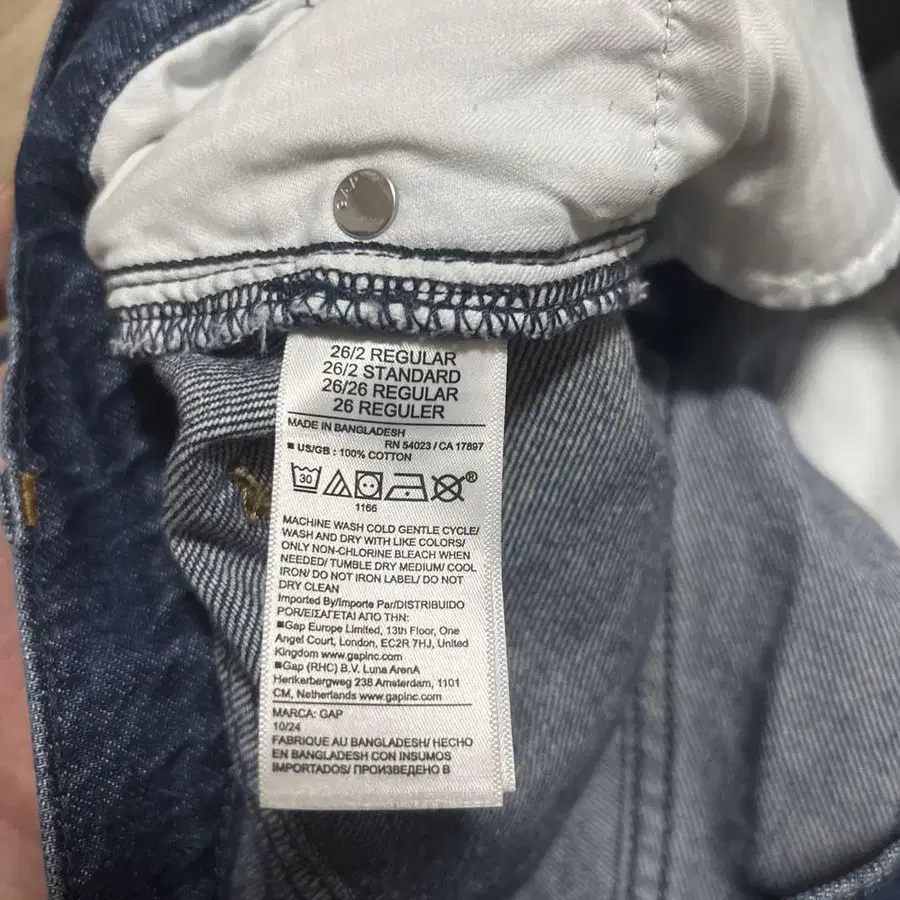 GAP
26/2 REGULAR
26/2 STANDARD
26/26 REGULAR
26 REGULER
MADE IN BANGLADESH
RN 54023 / CA 17897
US/GB : 100% COTTON
30
®
1166
MACHINE WASH COLD GENTLE CYCLE/
WASH AND DRY WITH LIKE COLORS/
ONLY NON-CHLORINE BLEACH WHEN
NEEDED/ TUMBLE DRY MEDIUM/ COOL
IRON/ DO NOT IRON LABEL/ DO NOT
DRY CLEAN
Imported By/Importe Par/DISTRIBUIDO
POR/ΕΙΣΑΓΕΤΑΙ ΑΠΟ ΤΗΝ:
■Gap Europe Limited, 13th Floor, One
Angel Court, London, EC2R 7HJ, United
Kingdom www.gapinc.com
■Gap (RHC) B.V. Luna ArenA
Herikerbergweg 238 Amsterdam, 1101
CM, Netherlands www.gapinc.com
MARCA: GAP
10/24
FABRIQUE AU BANGLADESH/ HECHO
EN BANGLADESH CON INSUMOS
IMPORTADOS/ ПРОИЗВЕДЕНО В